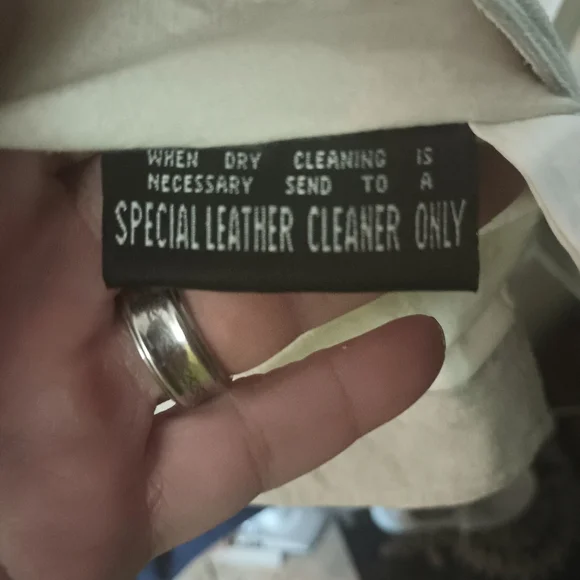 WHEN DRY CLEANING IS
NECESSARY SEND TO A
SPECIAL LEATHER CLEANER ONLY